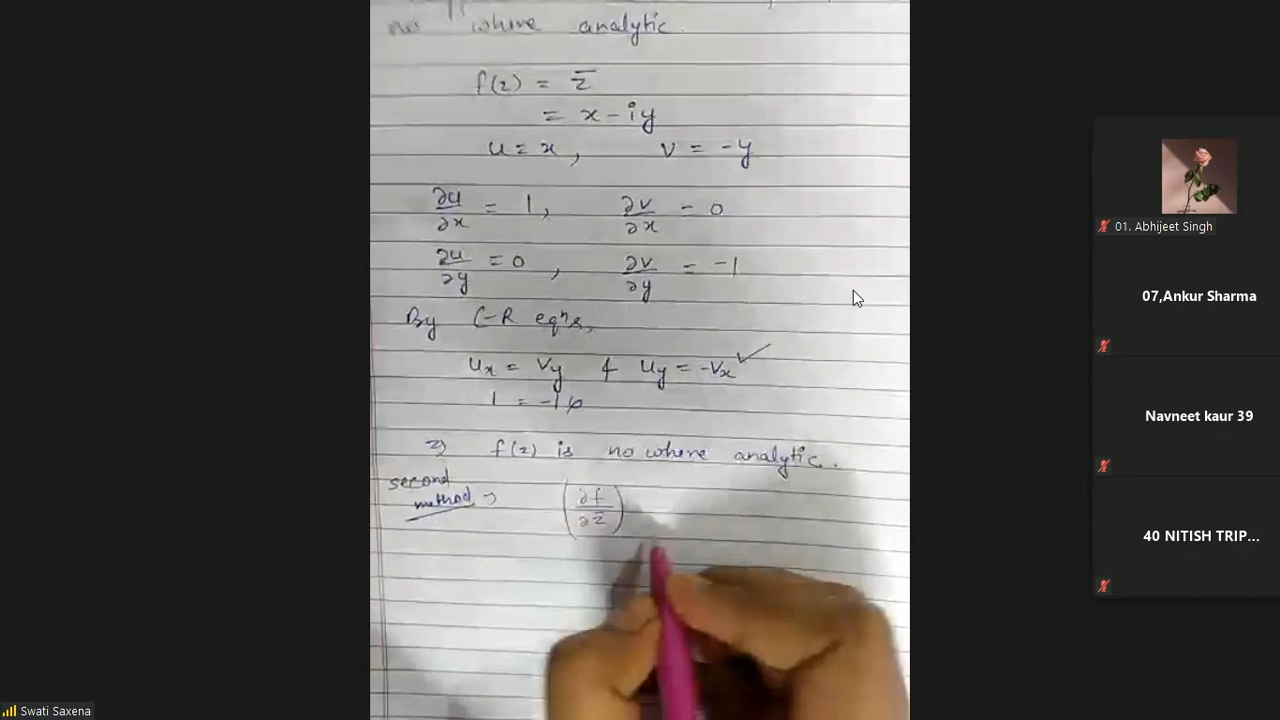 no where analytic.
f(z) = z̄
= x - iy
u = x, v = -y
∂u/∂x = 1, ∂v/∂x = 0
∂u/∂y = 0, ∂v/∂y = -1
By C-R eqⁿs,
uₓ = v_y & u_y = -vₓ ✓
1 = -1
⇒ f(z) is no where analytic.
second
method → (∂f/∂z̄)
01. Abhijeet Singh
07,Ankur Sharma
Navneet kaur 39
40 NITISH TRIP...
Swati Saxena